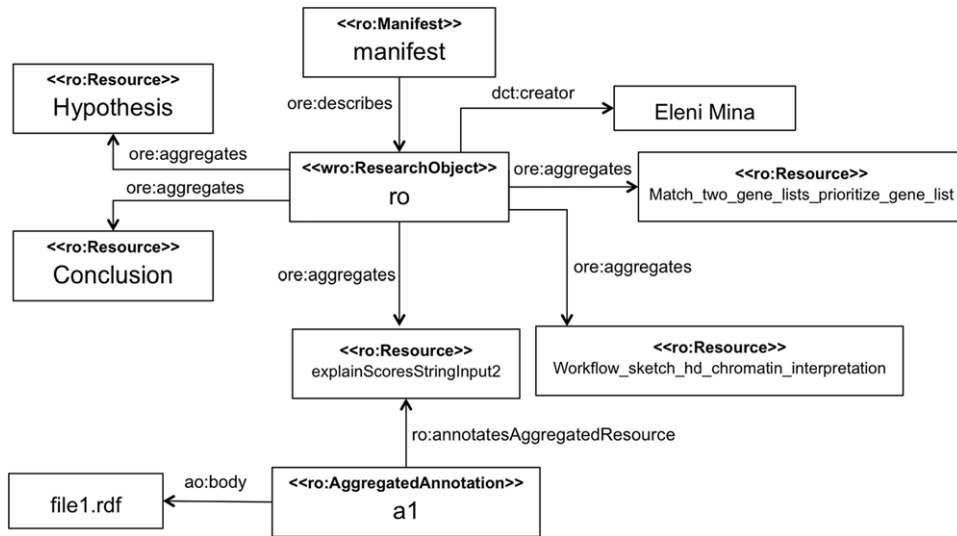 <<ro:Manifest>>
manifest
<<ro:Resource>>
Hypothesis
ore:describes
dct:creator
Eleni Mina
ore:aggregates
<<wro:ResearchObject>>
ro
ore:aggregates
<<ro:Resource>>
Match_two_gene_lists_prioritize_gene_list
ore:aggregates
<<ro:Resource>>
Conclusion
ore:aggregates
ore:aggregates
<<ro:Resource>>
explainScoresStringInput2
<<ro:Resource>>
Workflow_sketch_hd_chromatin_interpretation
ro:annotatesAggregatedResource
ao:body
file1.rdf
<<ro:AggregatedAnnotation>>
a1